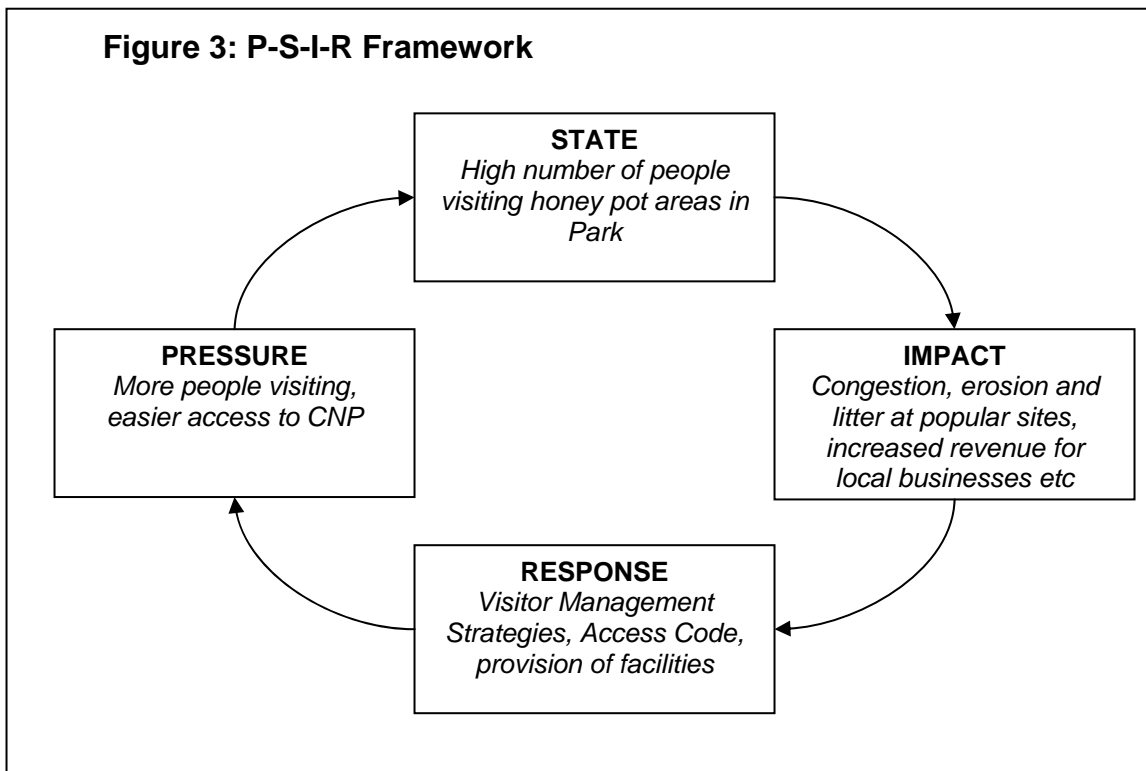 Figure 3: P-S-I-R Framework
STATE
High number of people
visiting honey pot areas in
Park
PRESSURE
More people visiting,
easier access to CNP
IMPACT
Congestion, erosion and
litter at popular sites,
increased revenue for
local businesses etc
RESPONSE
Visitor Management
Strategies, Access Code,
provision of facilities